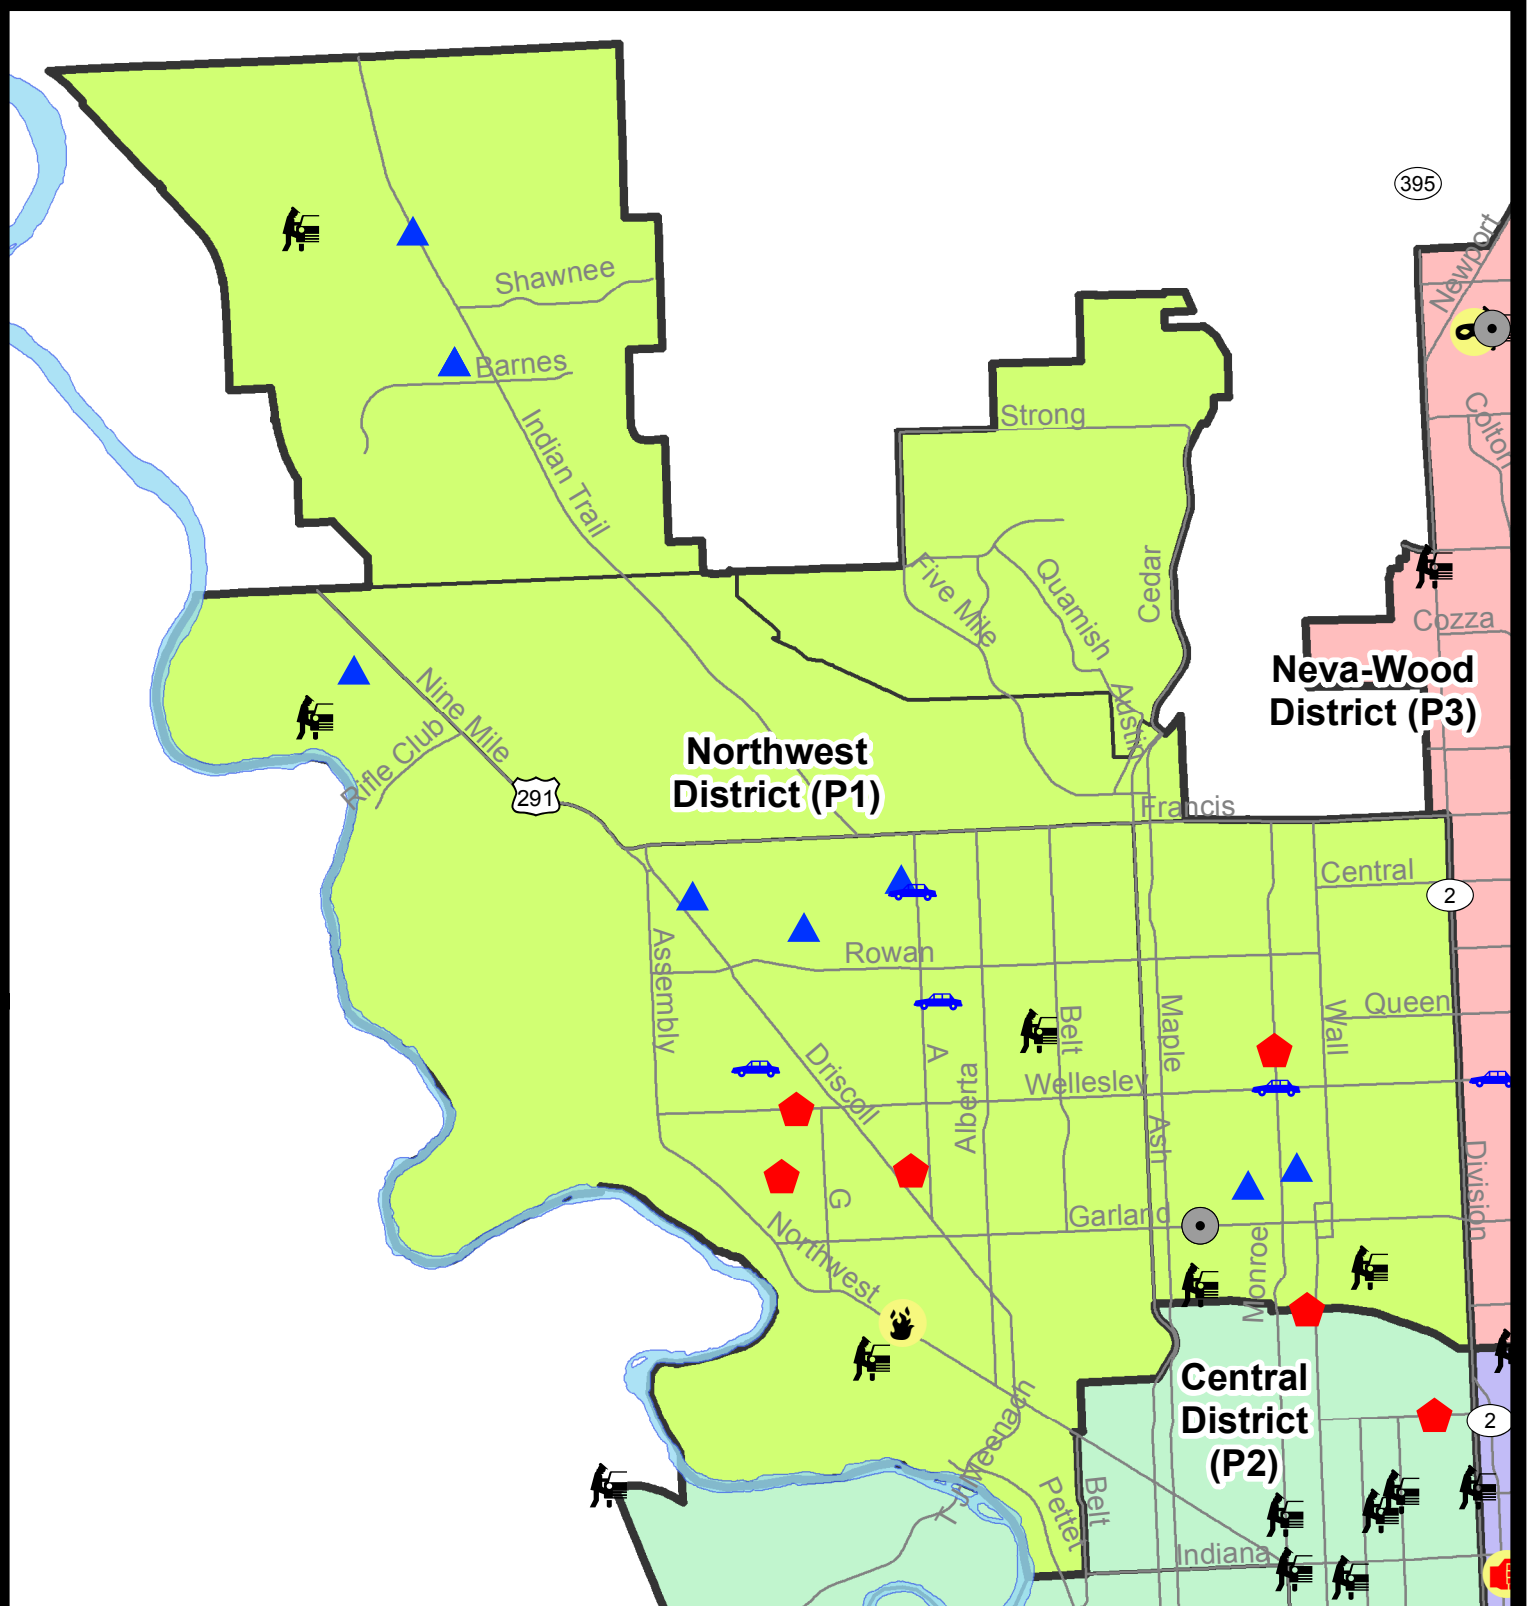 395
Newport
Shawnee
Barnes
Colton
Strong
Indian Trail
Five Mile
Quamish
Cedar
Cozza
Neva-Wood
District (P3)
Nine Mile
Rifle Club
Austin
Northwest
District (P1)
291
Francis
Central
2
Rowan
Assembly
Queen
Belt
Maple
Wall
A
Driscoll
Wellesley
Alberta
Ash
Division
G
Garland
Northwest
Monroe
Central
District
(P2)
2
Pettet
Belt
Indiana